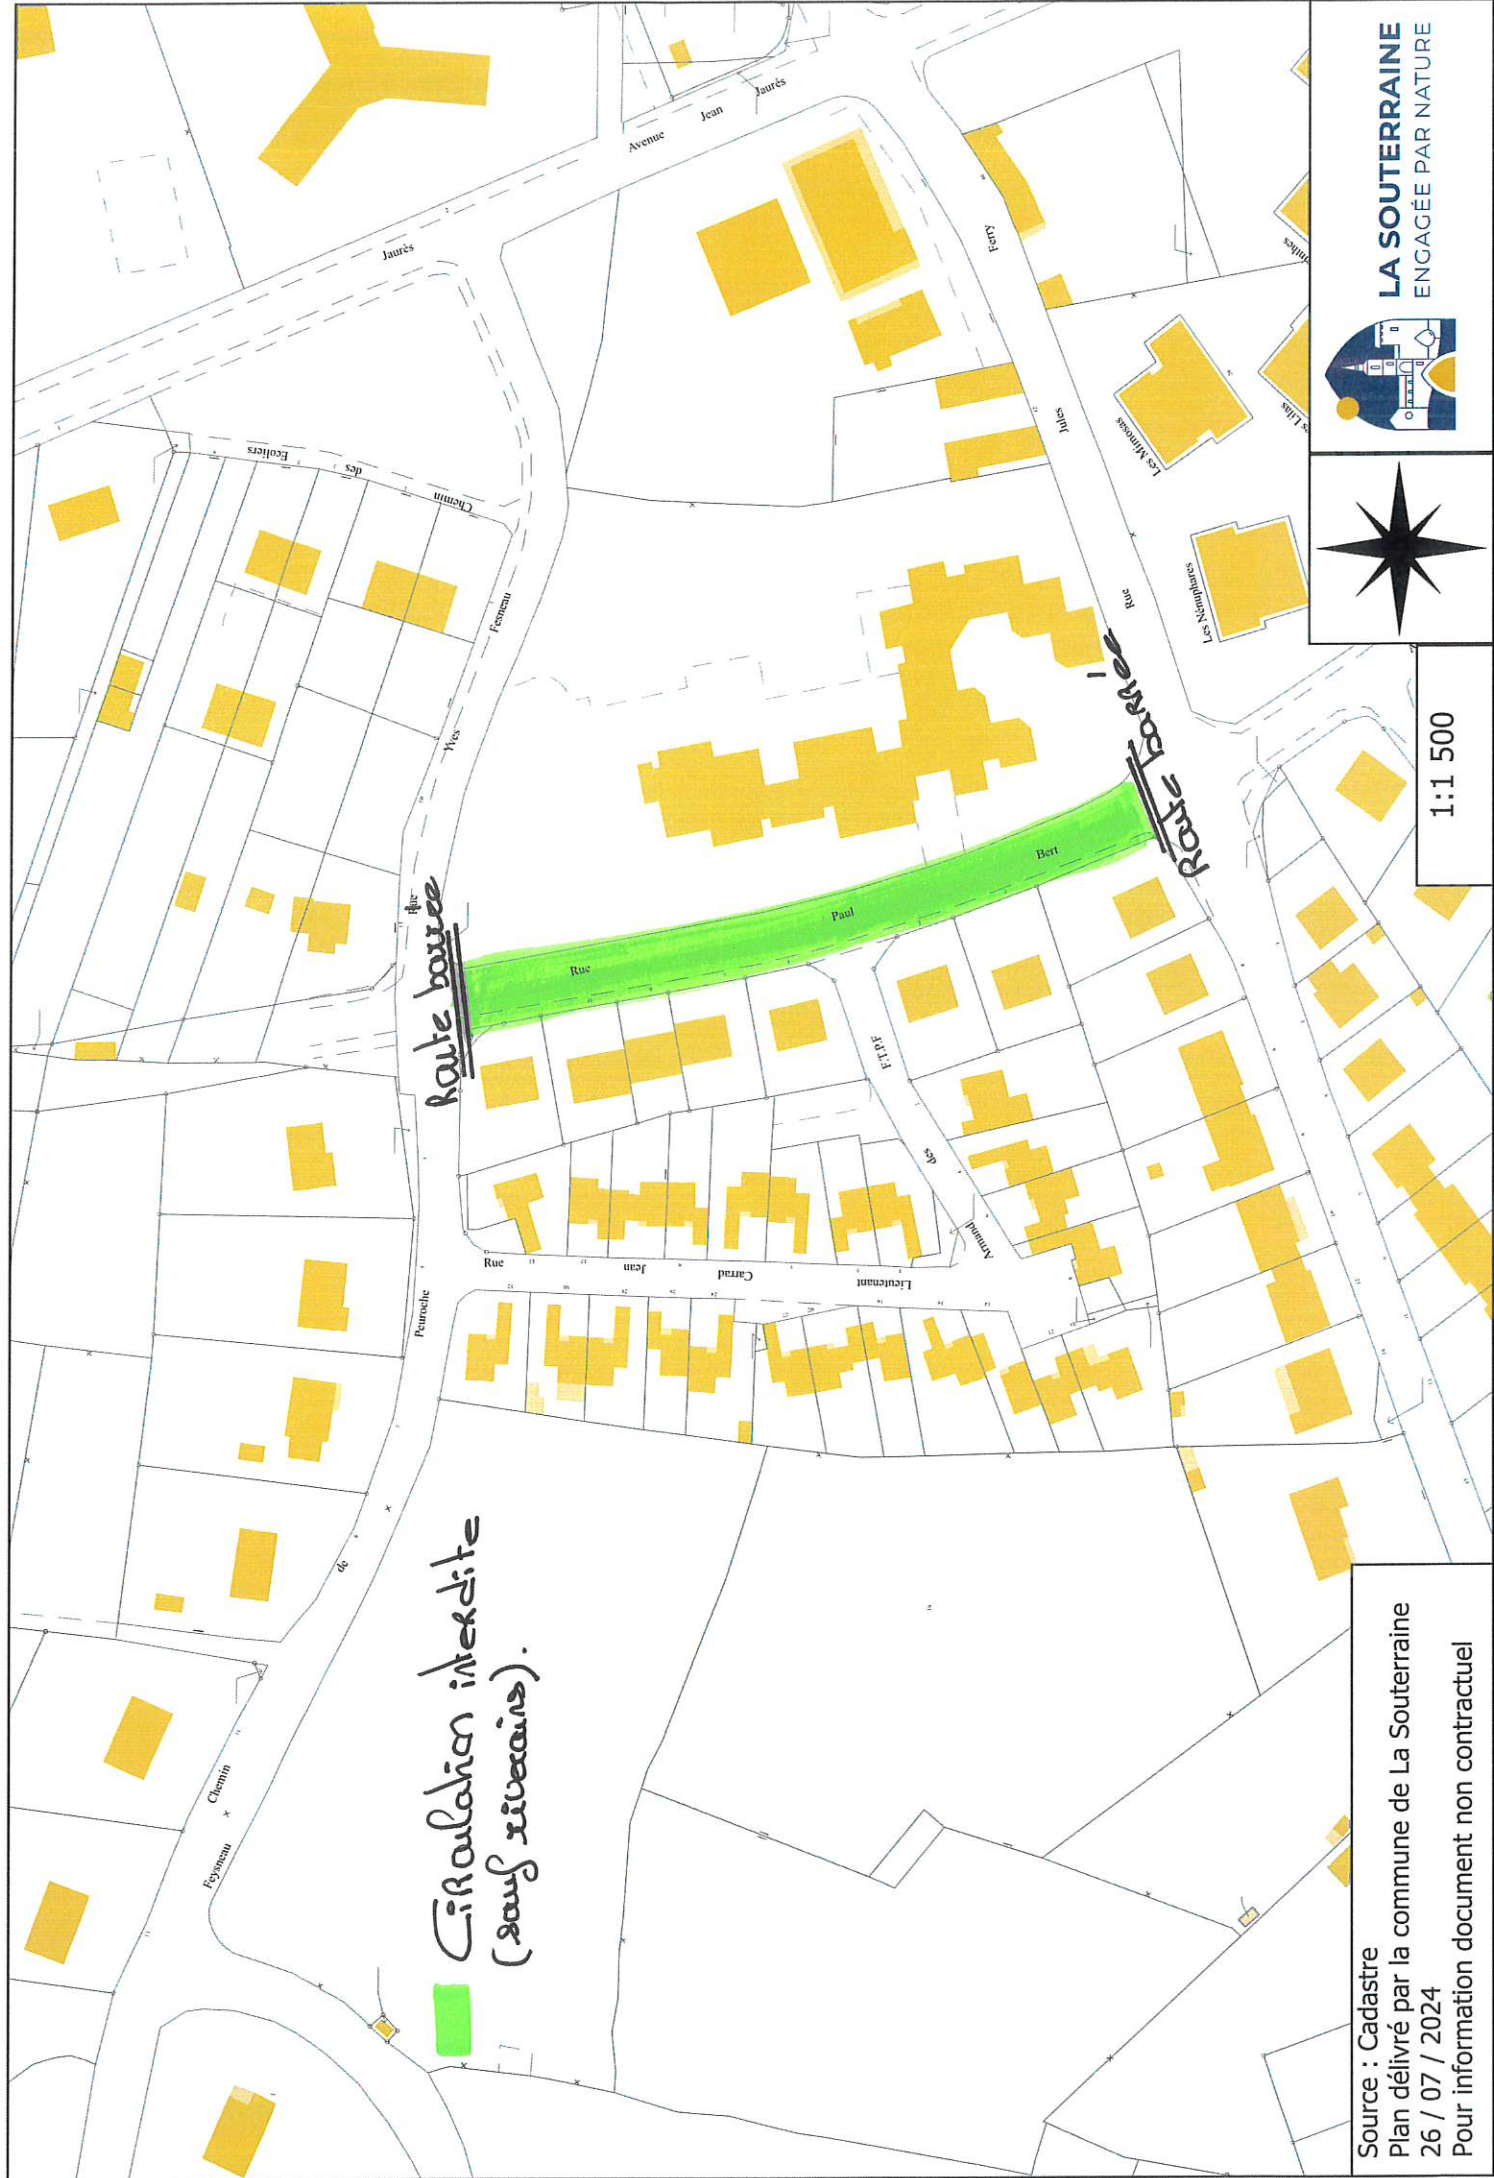 LA SOUTERRAINE
ENGAGÉE PAR NATURE
1:1 500
Source : Cadastre
Plan délivré par la commune de La Souterraine
26 / 07 / 2024
Pour information document non contractuel
Circulation interdite
(sauf riverains).
Route barrée
Route barrée
Rue Paul Bert
Avenue Jean Jaurès
Jaurès
Chemin des Ecoliers
Rue Yves Fesneau
Rue Jules Ferry
Les Mimosas
Les Lilas
Les Nénuphares
Rue Lieutenant Jean Carrad
Armand des F.T.P.F
Chemin de Peuroche
Feysneau